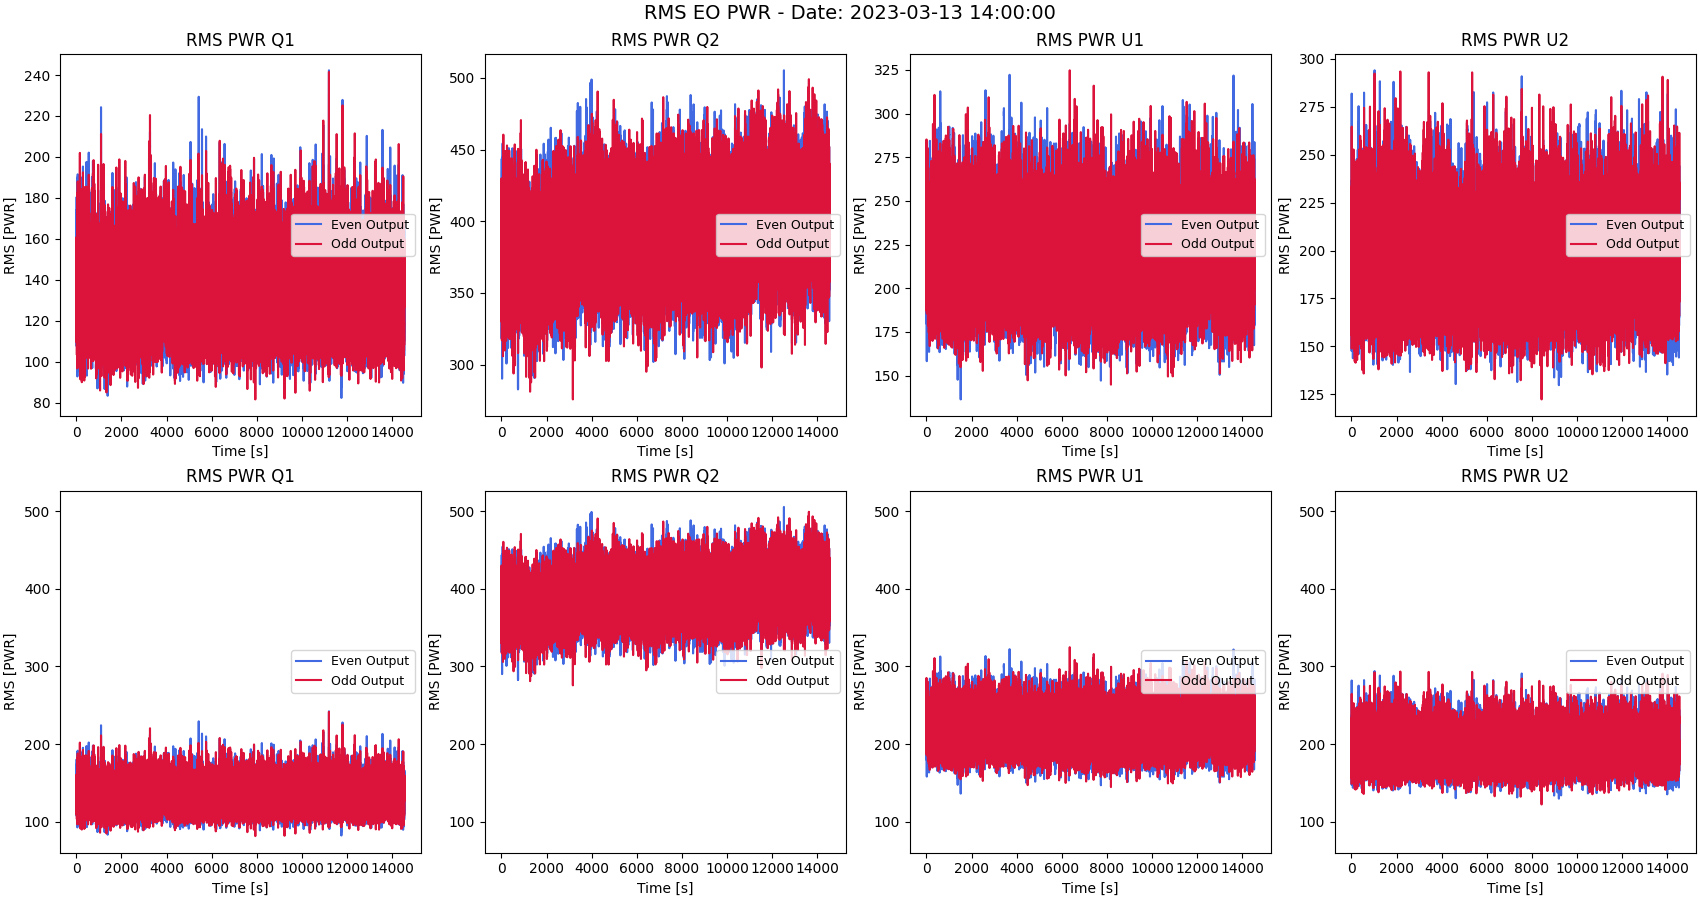 RMS EO PWR - Date: 2023-03-13 14:00:00
RMS PWR Q1
RMS [PWR]
240
220
200
180
160
140
120
100
80
Even Output
Odd Output
0 2000 4000 6000 8000 10000 12000 14000
Time [s]
RMS PWR Q2
RMS [PWR]
500
450
400
350
300
Even Output
Odd Output
0 2000 4000 6000 8000 10000 12000 14000
Time [s]
RMS PWR U1
RMS [PWR]
325
300
275
250
225
200
175
150
Even Output
Odd Output
0 2000 4000 6000 8000 10000 12000 14000
Time [s]
RMS PWR U2
RMS [PWR]
300
275
250
225
200
175
150
125
Even Output
Odd Output
0 2000 4000 6000 8000 10000 12000 14000
Time [s]
RMS PWR Q1
RMS [PWR]
500
400
300
200
100
Even Output
Odd Output
0 2000 4000 6000 8000 10000 12000 14000
Time [s]
RMS PWR Q2
RMS [PWR]
500
400
300
200
100
Even Output
Odd Output
0 2000 4000 6000 8000 10000 12000 14000
Time [s]
RMS PWR U1
RMS [PWR]
500
400
300
200
100
Even Output
Odd Output
0 2000 4000 6000 8000 10000 12000 14000
Time [s]
RMS PWR U2
RMS [PWR]
500
400
300
200
100
Even Output
Odd Output
0 2000 4000 6000 8000 10000 12000 14000
Time [s]